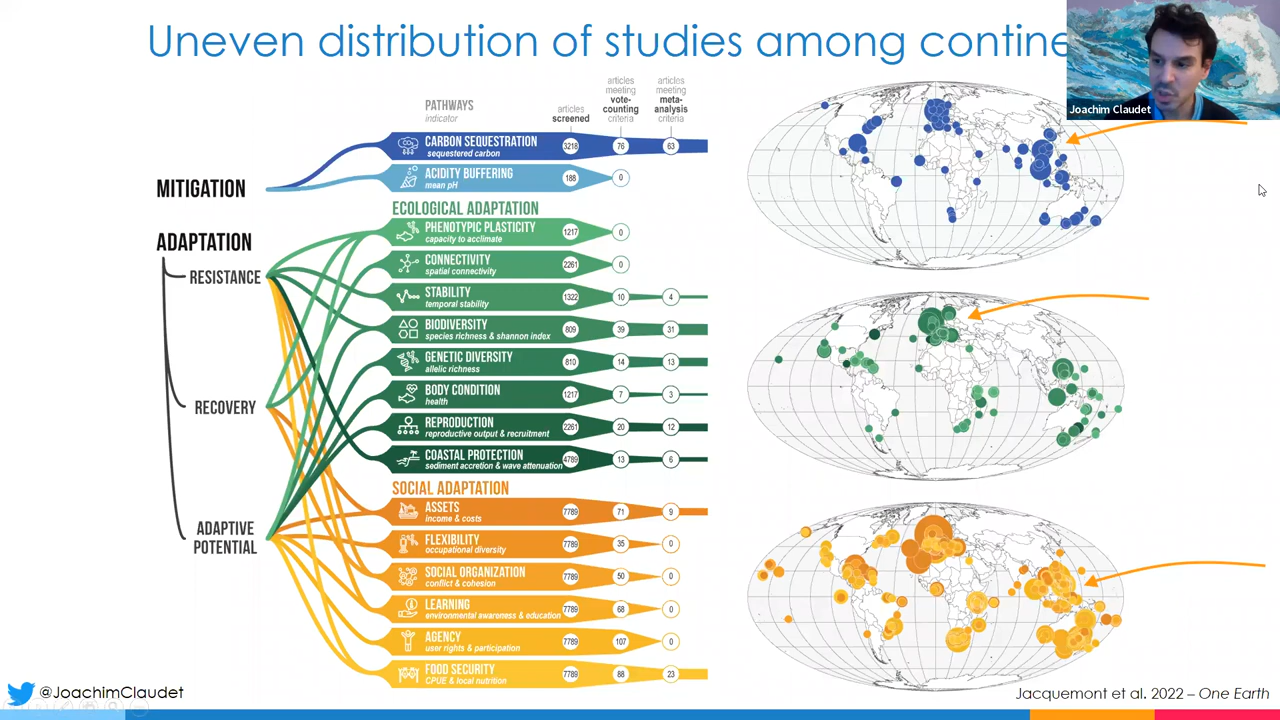 Uneven distribution of studies among contine
Joachim Claudet
PATHWAYS
indicator
articles
screened
articles
meeting
vote-
counting
criteria
articles
meeting
meta-
analysis
criteria
MITIGATION
CARBON SEQUESTRATION
sequestered carbon
3218 76 63
ACIDITY BUFFERING
mean pH
188 0
ADAPTATION
RESISTANCE
RECOVERY
ADAPTIVE
POTENTIAL
ECOLOGICAL ADAPTATION
PHENOTYPIC PLASTICITY
capacity to acclimate
1217 0
CONNECTIVITY
spatial connectivity
2261 0
STABILITY
temporal stability
1322 10 4
BIODIVERSITY
species richness & shannon index
809 39 31
GENETIC DIVERSITY
allelic richness
810 14 13
BODY CONDITION
health
1217 7 3
REPRODUCTION
reproductive output & recruitment
2261 20 12
COASTAL PROTECTION
sediment accretion & wave attenuation
4789 13 6
SOCIAL ADAPTATION
ASSETS
income & costs
7789 71 9
FLEXIBILITY
occupational diversity
7789 35 0
SOCIAL ORGANIZATION
conflict & cohesion
7789 50 0
LEARNING
environmental awareness & education
7789 68 0
AGENCY
user rights & participation
7789 107 0
FOOD SECURITY
CPUE & local nutrition
7789 88 23
@JoachimClaudet
Jacquemont et al. 2022 – One Earth